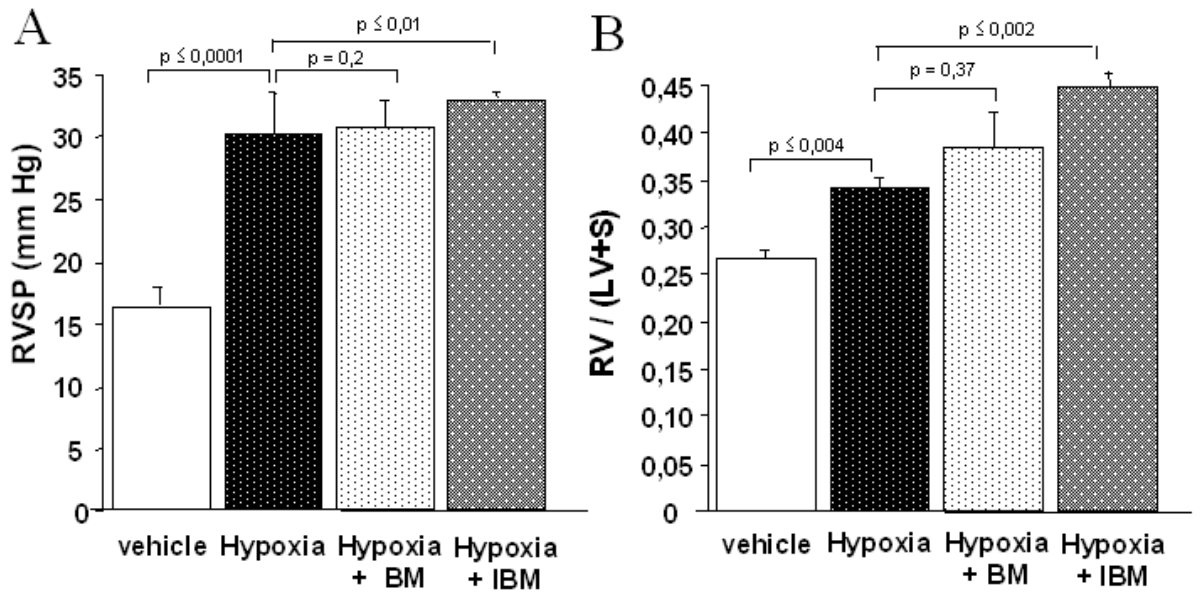 A
p ≤ 0,01
p ≤ 0,0001
p = 0,2
RVSP (mm Hg)
35
30
25
20
15
10
5
0
vehicle
Hypoxia
Hypoxia
+ BM
Hypoxia
+ IBM
B
p ≤ 0,002
p = 0,37
p ≤ 0,004
RV / (LV+S)
0,45
0,40
0,35
0,30
0,25
0,20
0,15
0,10
0,05
0
vehicle
Hypoxia
Hypoxia
+ BM
Hypoxia
+ IBM